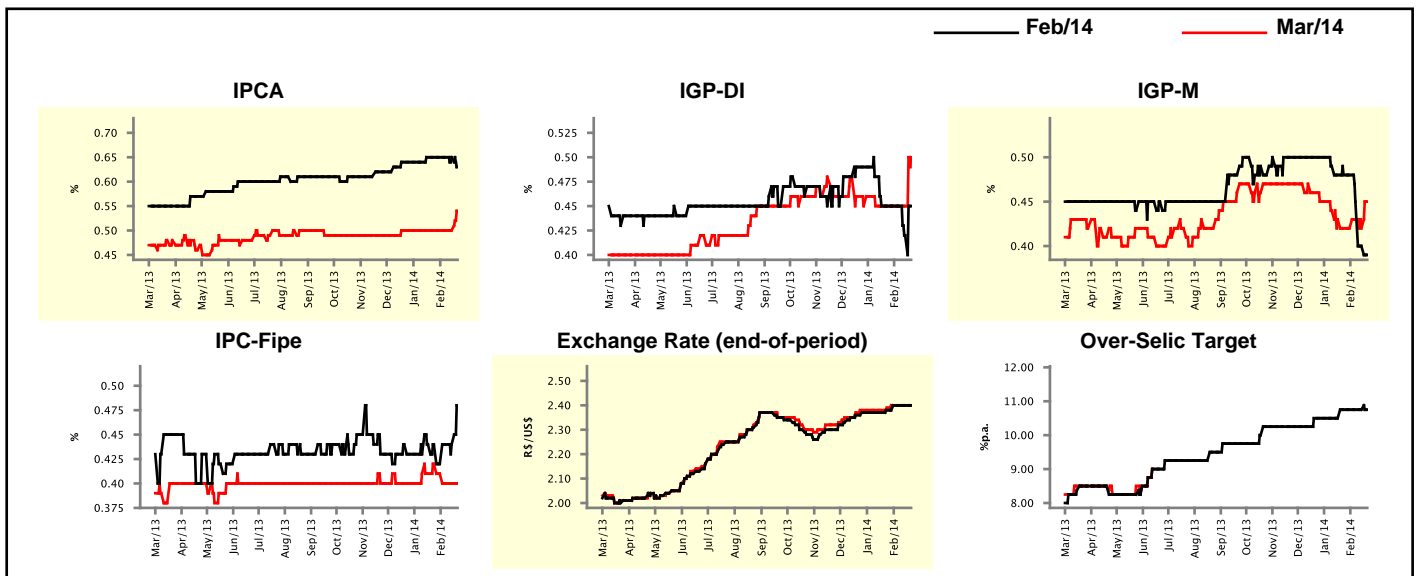 Feb/14
Mar/14
IPCA
%
0.70
0.65
0.60
0.55
0.50
0.45
Mar/13
Apr/13
May/13
Jun/13
Jul/13
Aug/13
Sep/13
Oct/13
Nov/13
Dec/13
Jan/14
Feb/14
IGP-DI
%
0.525
0.50
0.475
0.45
0.425
0.40
Mar/13
Apr/13
May/13
Jun/13
Jul/13
Aug/13
Sep/13
Oct/13
Nov/13
Dec/13
Jan/14
Feb/14
IGP-M
%
0.50
0.45
0.40
Mar/13
Apr/13
May/13
Jun/13
Jul/13
Aug/13
Sep/13
Oct/13
Nov/13
Dec/13
Jan/14
Feb/14
IPC-Fipe
%
0.50
0.475
0.45
0.425
0.40
0.375
Mar/13
Apr/13
May/13
Jun/13
Jul/13
Aug/13
Sep/13
Oct/13
Nov/13
Dec/13
Jan/14
Feb/14
Exchange Rate (end-of-period)
R$/US$
2.50
2.40
2.30
2.20
2.10
2.00
Mar/13
Apr/13
May/13
Jun/13
Jul/13
Aug/13
Sep/13
Oct/13
Nov/13
Dec/13
Jan/14
Feb/14
Over-Selic Target
%p.a.
12.00
11.00
10.00
9.00
8.00
Mar/13
Apr/13
May/13
Jun/13
Jul/13
Aug/13
Sep/13
Oct/13
Nov/13
Dec/13
Jan/14
Feb/14